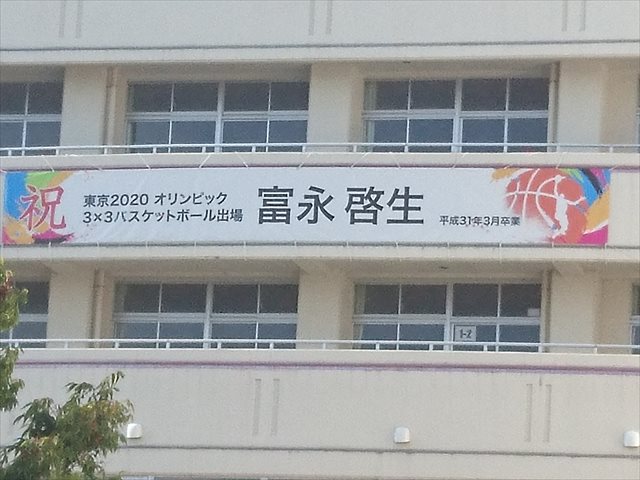 祝
東京2020 オリンピック
3×3バスケットボール出場
富永 啓生
平成31年3月卒業
1-2